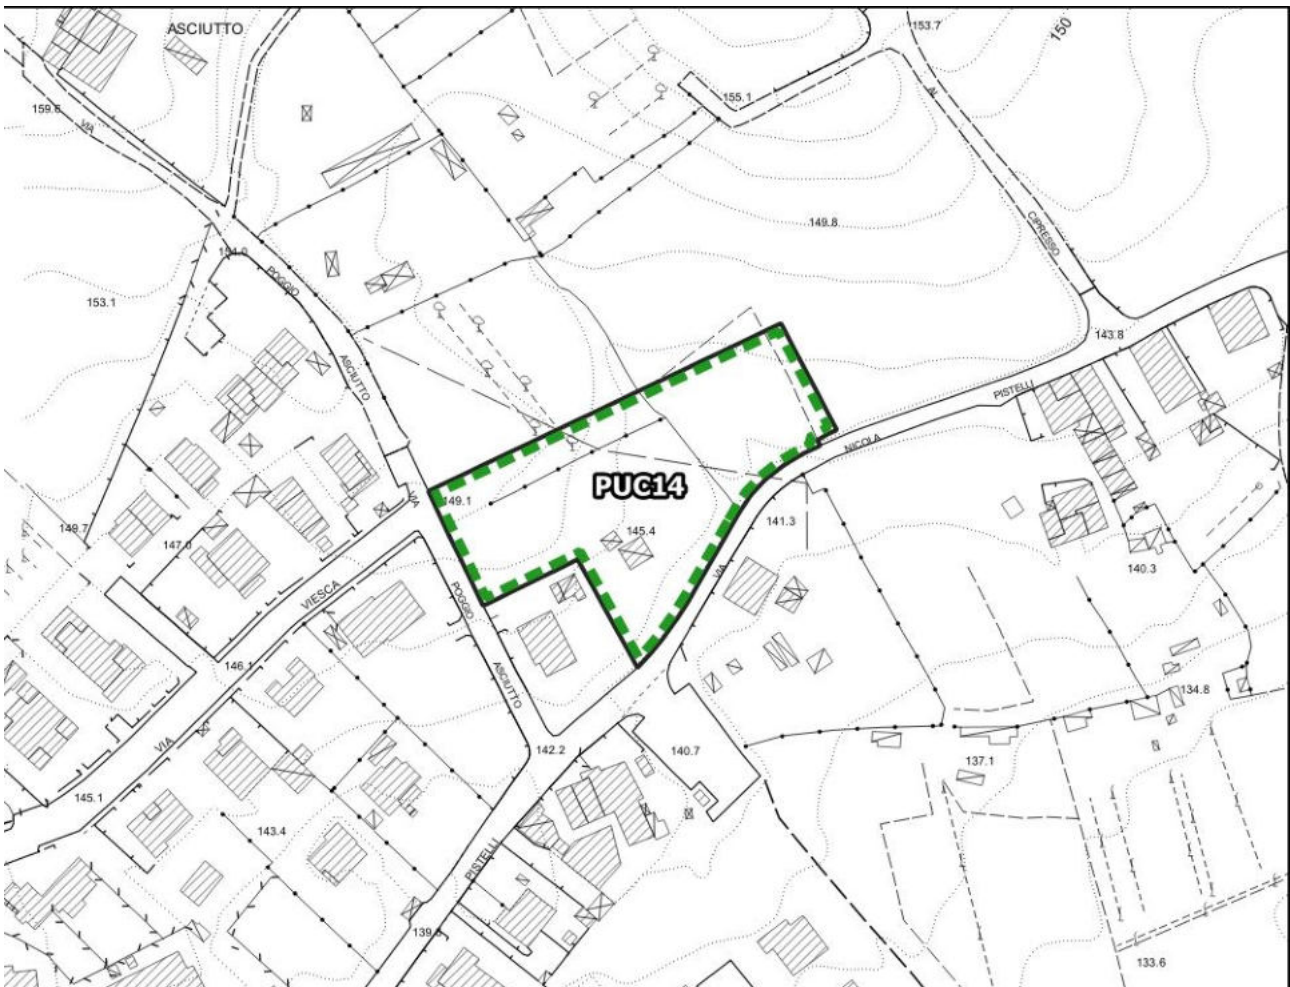 ASCIUTTO
153.7
150
159.6
155.1
VIA
AL
149.8
CIPRESSO
154.0
POGGIO
153.1
143.8
ASCIUTTO
PISTELLI
NICOLA
PUC14
149.1
VIA
149.7
147.0
145.4
141.3
VIA
140.3
VIESCA
POGGIO
146.1
ASCIUTTO
134.8
VIA
142.2
140.7
137.1
145.1
143.4
PISTELLI
133.6